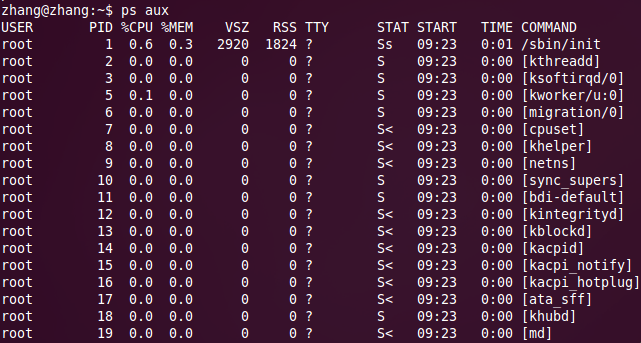 zhang@zhang:~$ ps aux
USER       PID %CPU %MEM    VSZ   RSS TTY      STAT START   TIME COMMAND
root         1  0.6  0.3   2920  1824 ?        Ss   09:23   0:01 /sbin/init
root         2  0.0  0.0      0     0 ?        S    09:23   0:00 [kthreadd]
root         3  0.0  0.0      0     0 ?        S    09:23   0:00 [ksoftirqd/0]
root         5  0.1  0.0      0     0 ?        S    09:23   0:00 [kworker/u:0]
root         6  0.0  0.0      0     0 ?        S    09:23   0:00 [migration/0]
root         7  0.0  0.0      0     0 ?        S<   09:23   0:00 [cpuset]
root         8  0.0  0.0      0     0 ?        S<   09:23   0:00 [khelper]
root         9  0.0  0.0      0     0 ?        S<   09:23   0:00 [netns]
root        10  0.0  0.0      0     0 ?        S    09:23   0:00 [sync_supers]
root        11  0.0  0.0      0     0 ?        S    09:23   0:00 [bdi-default]
root        12  0.0  0.0      0     0 ?        S<   09:23   0:00 [kintegrityd]
root        13  0.0  0.0      0     0 ?        S<   09:23   0:00 [kblockd]
root        14  0.0  0.0      0     0 ?        S<   09:23   0:00 [kacpid]
root        15  0.0  0.0      0     0 ?        S<   09:23   0:00 [kacpi_notify]
root        16  0.0  0.0      0     0 ?        S<   09:23   0:00 [kacpi_hotplug]
root        17  0.0  0.0      0     0 ?        S<   09:23   0:00 [ata_sff]
root        18  0.0  0.0      0     0 ?        S    09:23   0:00 [khubd]
root        19  0.0  0.0      0     0 ?        S<   09:23   0:00 [md]